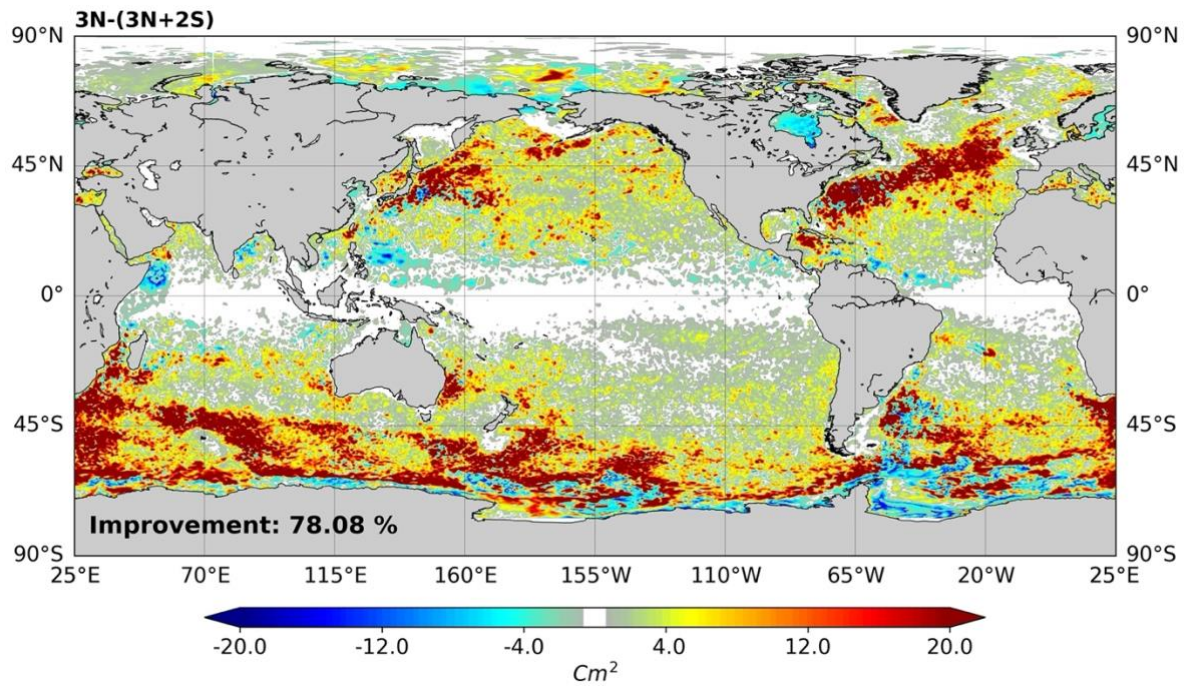 3N-(3N+2S)
90°N 90°N
45°N 45°N
0° 0°
45°S 45°S
Improvement: 78.08 %
90°S 90°S
25°E 70°E 115°E 160°E 155°W 110°W 65°W 20°W 25°E
-20.0 -12.0 -4.0 4.0 12.0 20.0
Cm²